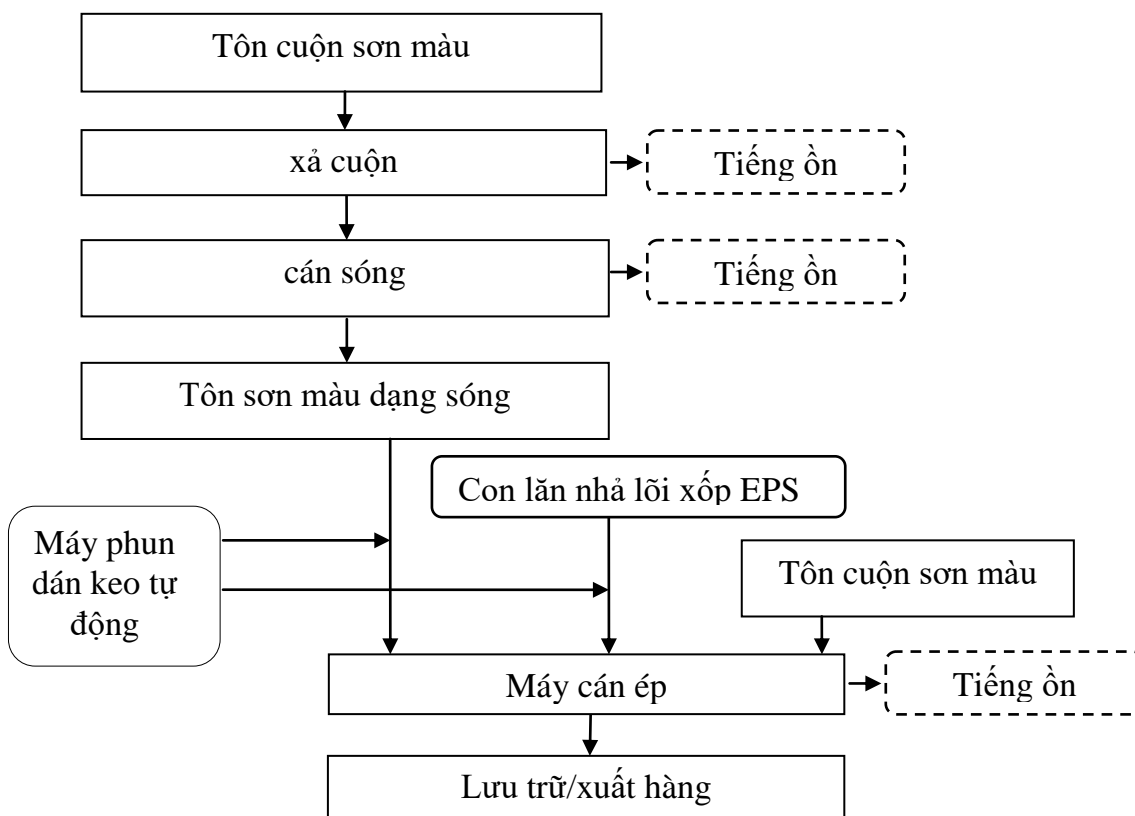 Tôn cuộn sơn màu
xả cuộn
Tiếng ồn
cán sóng
Tiếng ồn
Tôn sơn màu dạng sóng
Con lăn nhả lõi xốp EPS
Máy phun
dán keo tự
động
Tôn cuộn sơn màu
Máy cán ép
Tiếng ồn
Lưu trữ/xuất hàng